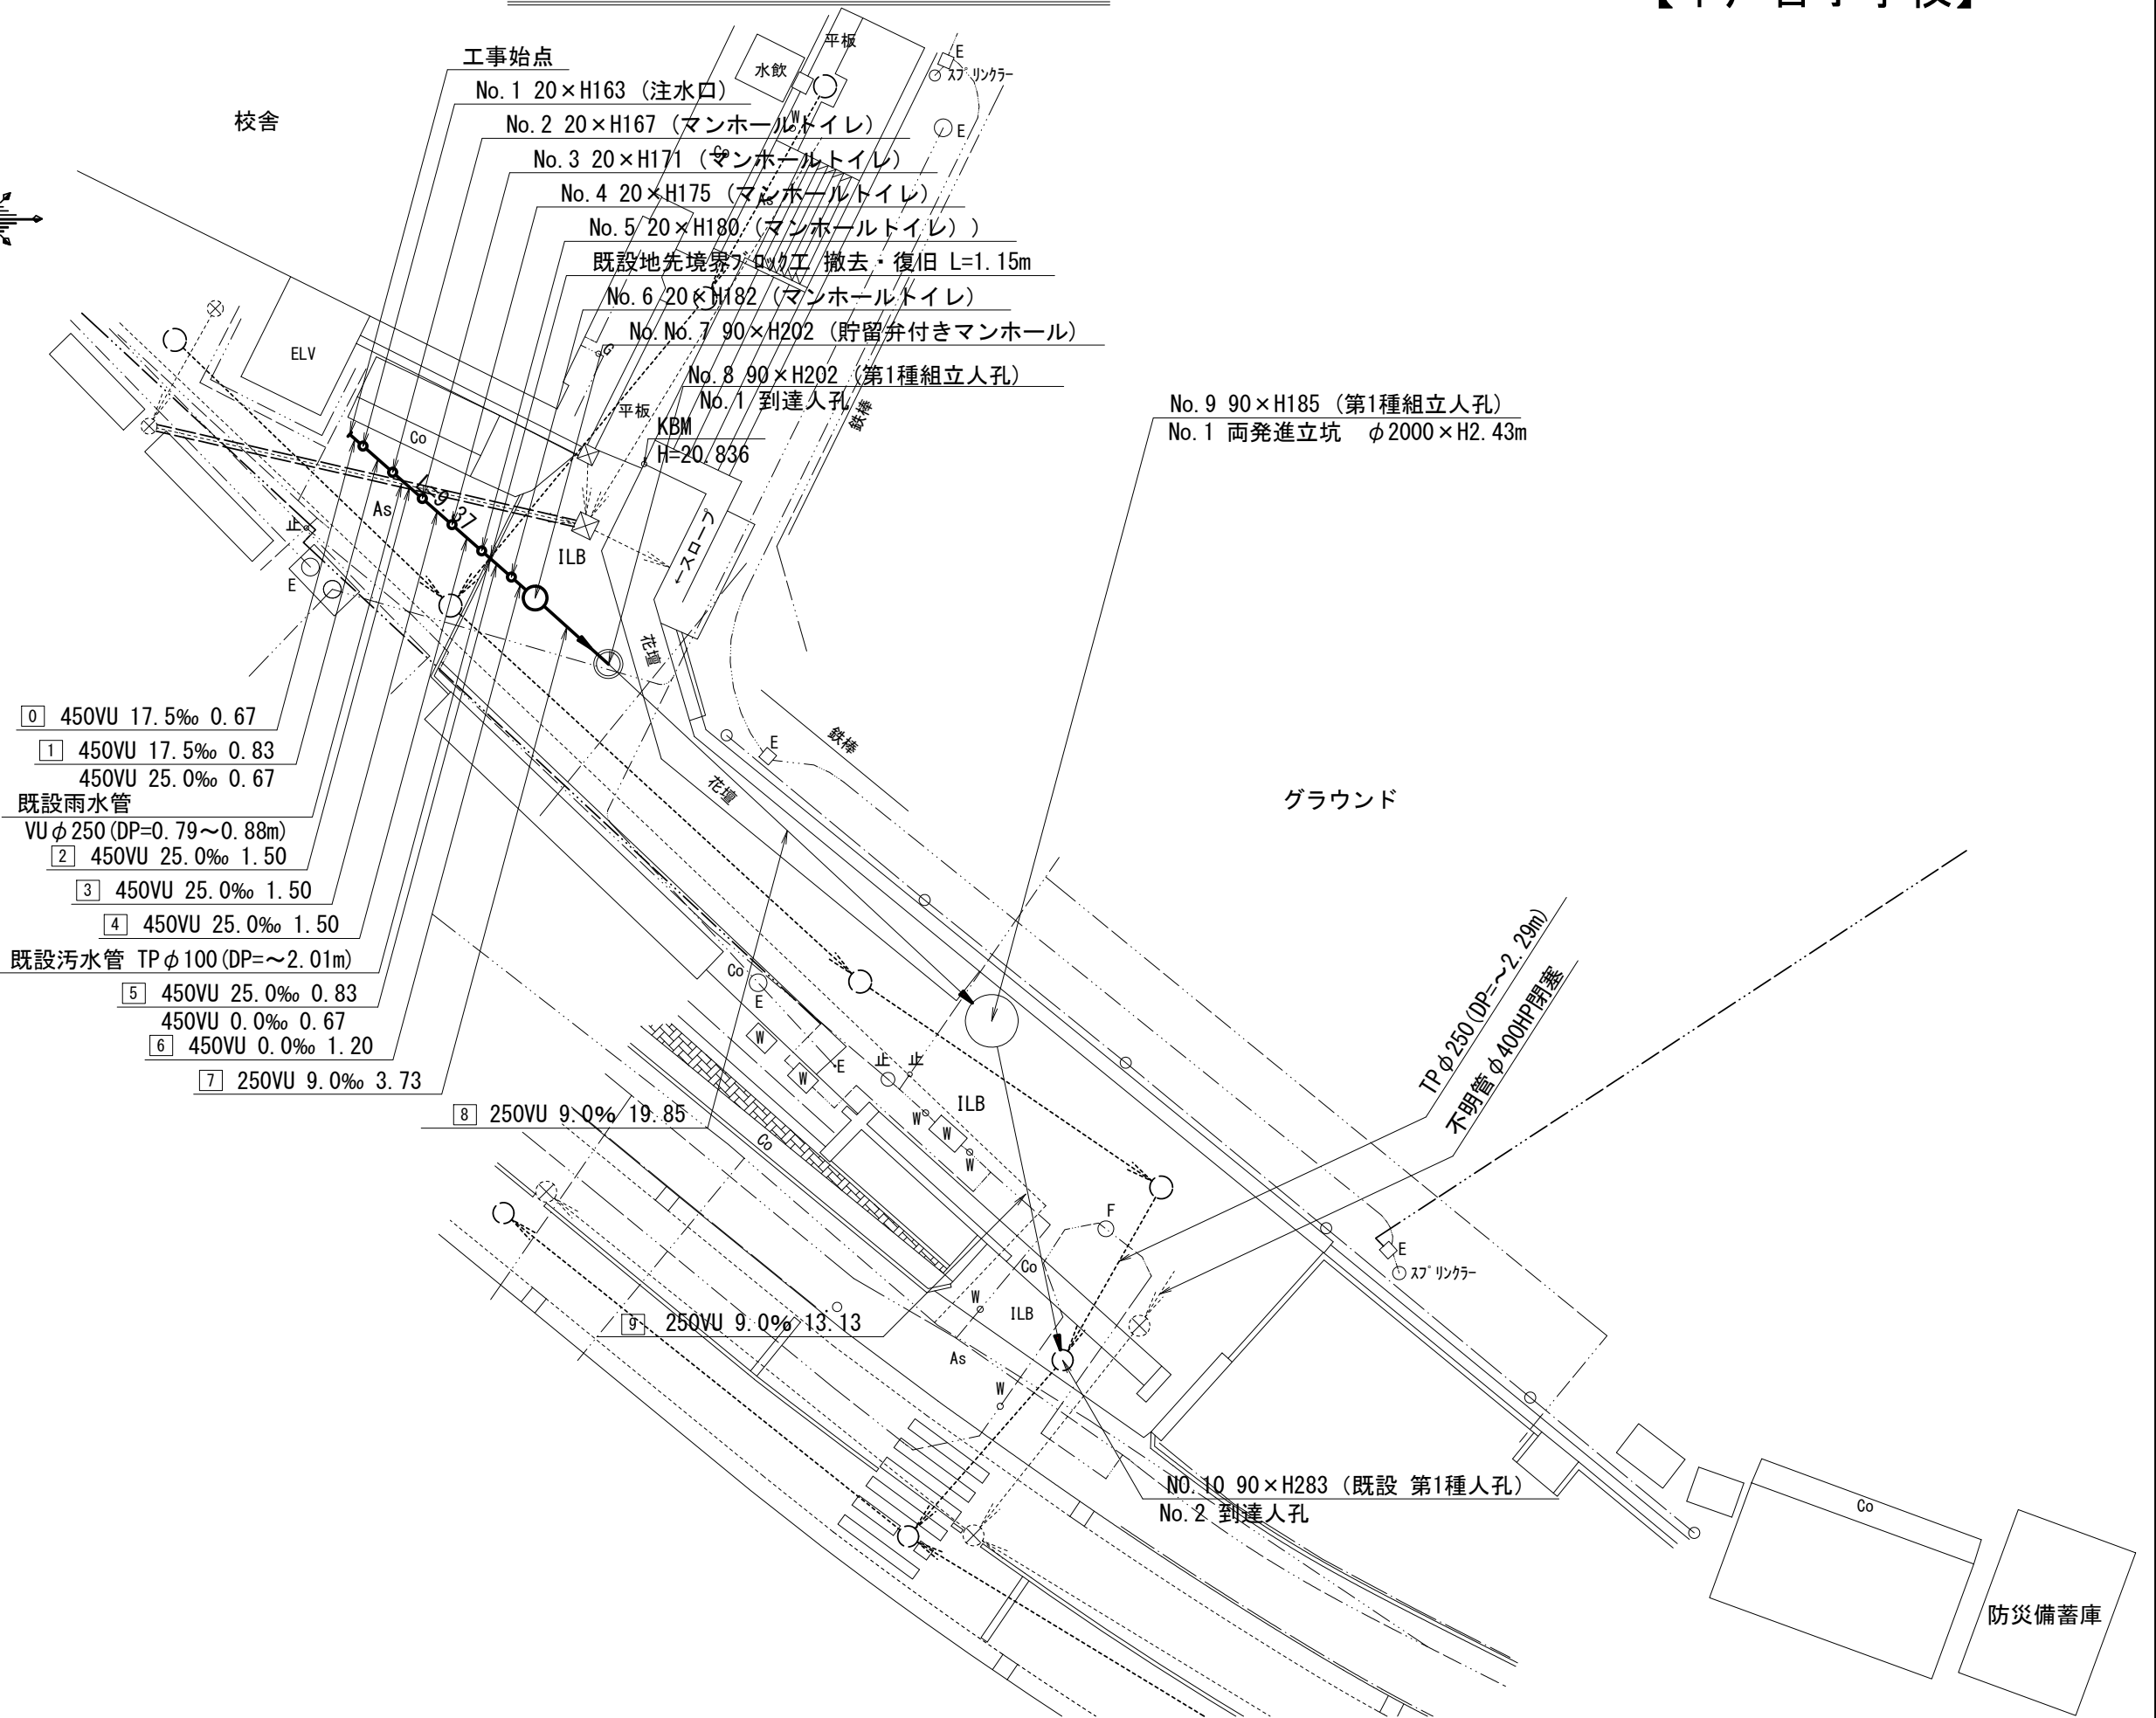 工事始点
No.1 20×H163 (注水口)
No.2 20×H167 (マンホールトイレ)
No.3 20×H171 (マンホールトイレ)
No.4 20×H175 (マンホールトイレ)
No.5 20×H180 (マンホールトイレ) )
既設地先境界ﾌﾞﾛｯｸ工 撤去・復旧 L=1.15m
No.6 20×H182 (マンホールトイレ)
No.No.7 90×H202 (貯留弁付きマンホール)
No.8 90×H202 (第1種組立人孔)
No.1 到達人孔
KBM
H=20.836
No.9 90×H185 (第1種組立人孔)
No.1 両発進立坑 φ2000×H2.43m
校舎
水飲
平板
E
ｽﾌﾟﾘﾝｸﾗｰ
E
W
Co
As
G
平板
鉄棒
ELV
Co
As
ILB
止
E
←スロープ
花壇
花壇
鉄棒
E
グラウンド
0 450VU 17.5‰ 0.67
1 450VU 17.5‰ 0.83
450VU 25.0‰ 0.67
既設雨水管
VUφ250(DP=0.79～0.88m)
2 450VU 25.0‰ 1.50
3 450VU 25.0‰ 1.50
4 450VU 25.0‰ 1.50
既設汚水管 TPφ100(DP=～2.01m)
5 450VU 25.0‰ 0.83
450VU 0.0‰ 0.67
6 450VU 0.0‰ 1.20
7 250VU 9.0‰ 3.73
8 250VU 9.0% 19.85
9 250VU 9.0% 13.13
Co
E
W
W
E
止
止
W
W
W
ILB
Co
TPφ250(DP=～2.29m)
不明管φ400HP閉塞
F
Co
W
ILB
As
W
E
ｽﾌﾟﾘﾝｸﾗｰ
NO.10 90×H283 (既設 第1種人孔)
No.2 到達人孔
Co
防災備蓄庫